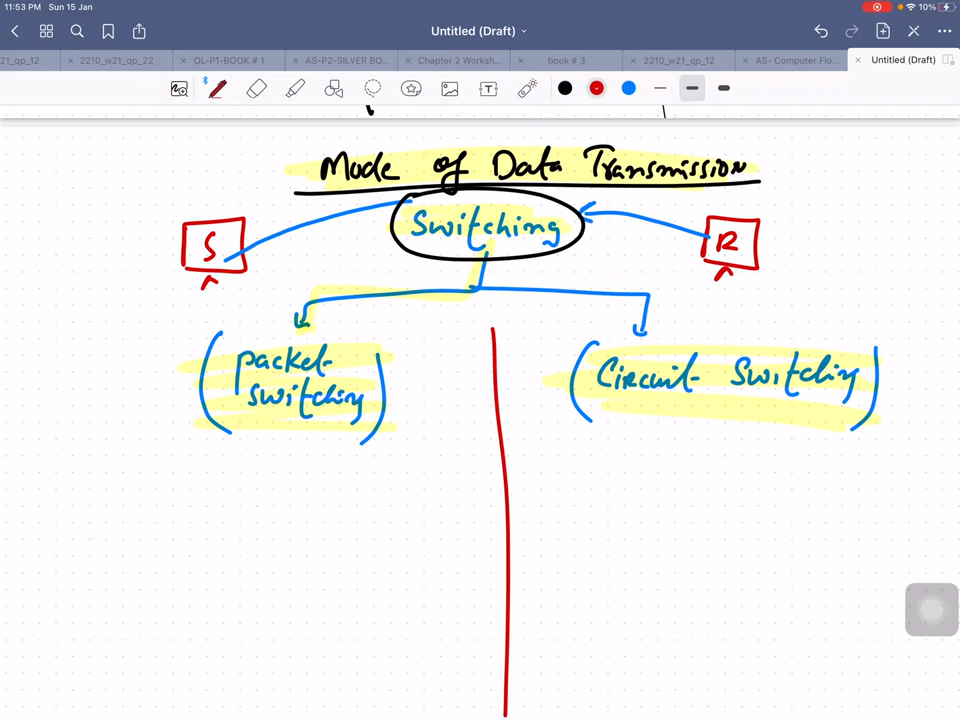 11:53 PM Sun 15 Jan
10%
Untitled (Draft)
21_qp_12
2210_w21_qp_22
OL-P1-BOOK # 1
AS-P2-SILVER BO...
Chapter 2 Worksh...
book # 3
2210_w21_qp_12
AS- Computer Flo...
Untitled (Draft)
Mode of Data Transmission
Switching
S
R
Packet
switching
Circuit Switching